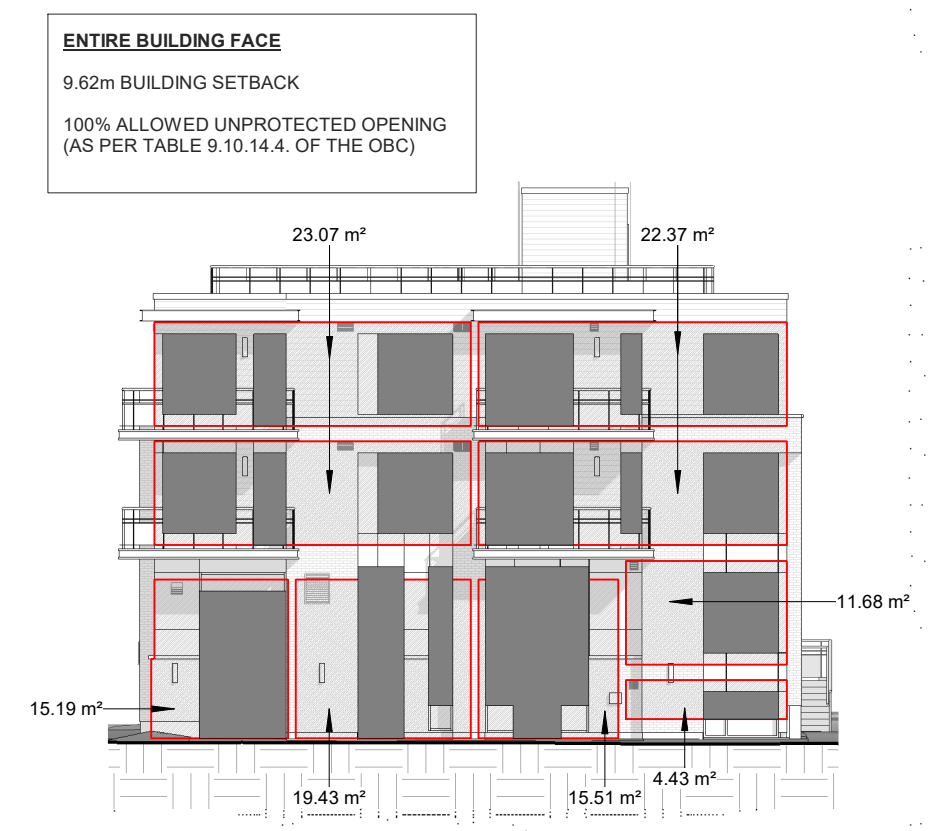 ENTIRE BUILDING FACE
9.62m BUILDING SETBACK
100% ALLOWED UNPROTECTED OPENING
(AS PER TABLE 9.10.14.4. OF THE OBC)
23.07 m²
22.37 m²
11.68 m²
15.19 m²
4.43 m²
19.43 m²
15.51 m²